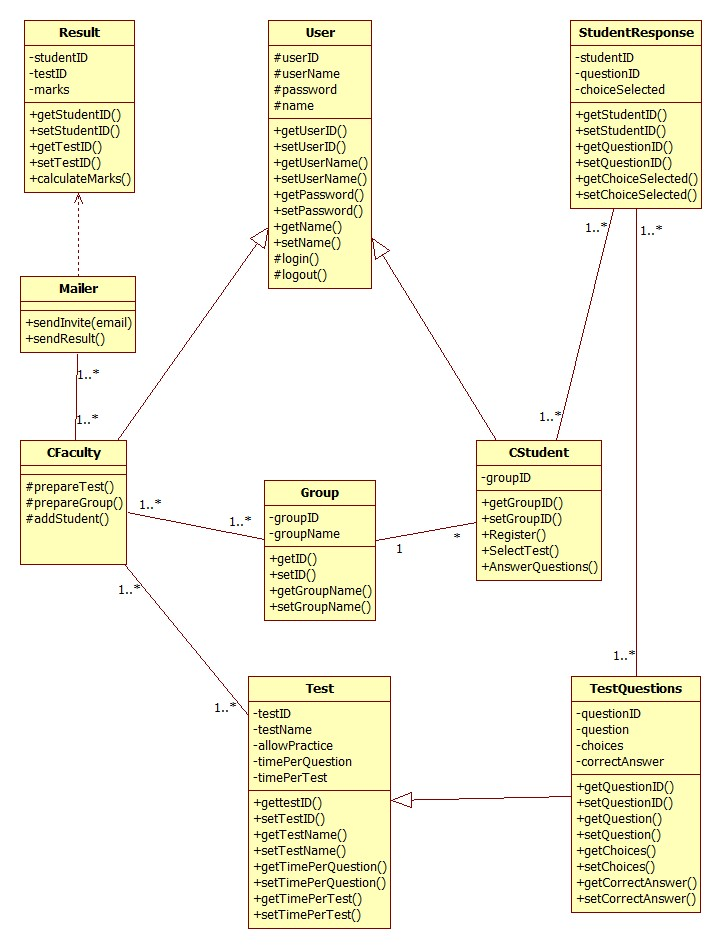 Result
-studentID
-testID
-marks
+getStudentID()
+setStudentID()
+getTestID()
+setTestID()
+calculateMarks()
User
#userID
#userName
#password
#name
+getUserID()
+setUserID()
+getUserName()
+setUserName()
+getPassword()
+setPassword()
+getName()
+setName()
#login()
#logout()
StudentResponse
-studentID
-questionID
-choiceSelected
+getStudentID()
+setStudentID()
+getQuestionID()
+setQuestionID()
+getChoiceSelected()
+setChoiceSelected()
1..*
1..*
Mailer
+sendInvite(email)
+sendResult()
1..*
1..*
1..*
CFaculty
#prepareTest()
#prepareGroup()
#addStudent()
1..*
1..*
1..*
Group
-groupID
-groupName
+getID()
+setID()
+getGroupName()
+setGroupName()
1
*
CStudent
-groupID
+getGroupID()
+setGroupID()
+Register()
+SelectTest()
+AnswerQuestions()
1..*
1..*
Test
-testID
-testName
-allowPractice
-timePerQuestion
-timePerTest
+gettestID()
+setTestID()
+getTestName()
+setTestName()
+getTimePerQuestion()
+setTimePerQuestion()
+getTimePerTest()
+setTimePerTest()
TestQuestions
-questionID
-question
-choices
-correctAnswer
+getQuestionID()
+setQuestionID()
+getQuestion()
+setQuestion()
+getChoices()
+setChoices()
+getCorrectAnswer()
+setCorrectAnswer()